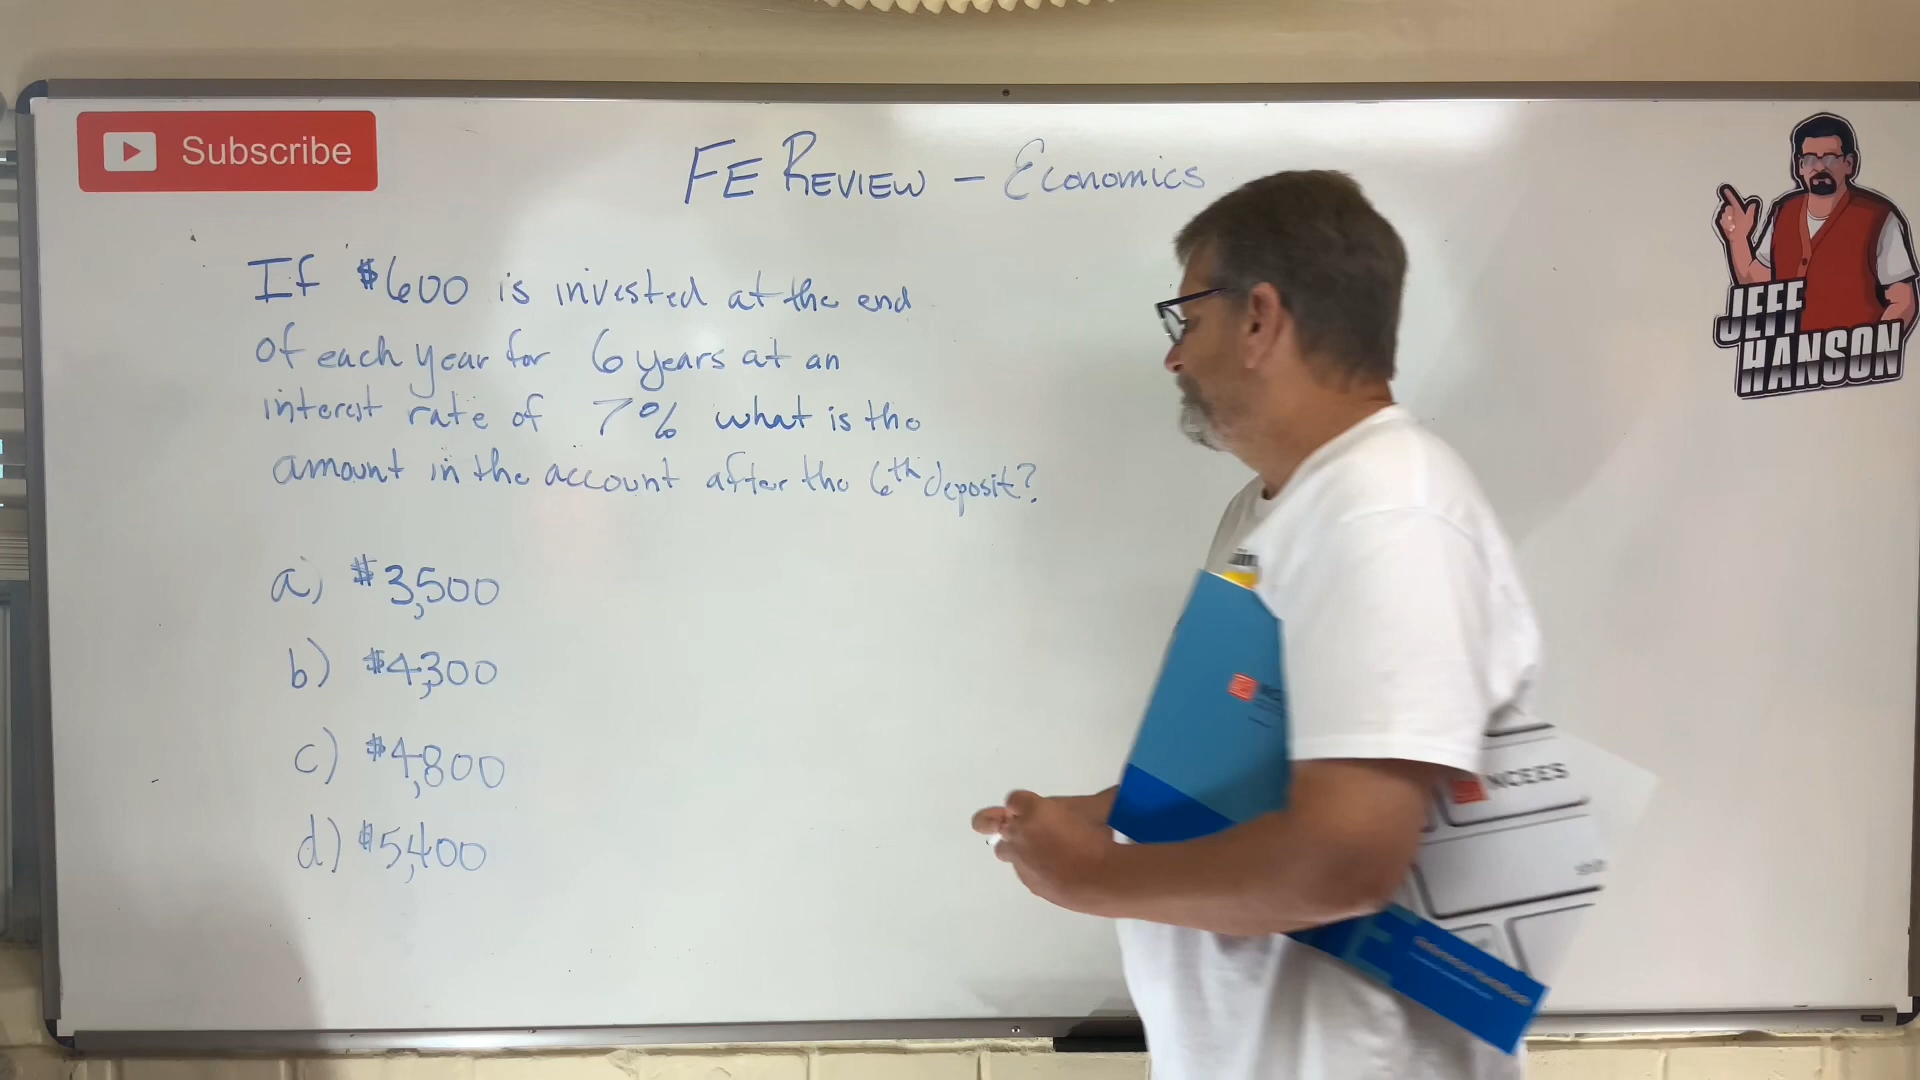 Subscribe
FE REVIEW – Economics
If $600 is invested at the end
of each year for 6 years at an
interest rate of 7% what is the
amount in the account after the 6th deposit?
a) $3,500
b) $4,300
c) $4,800
d) $5,400
JEFF
HANSON
NCEES